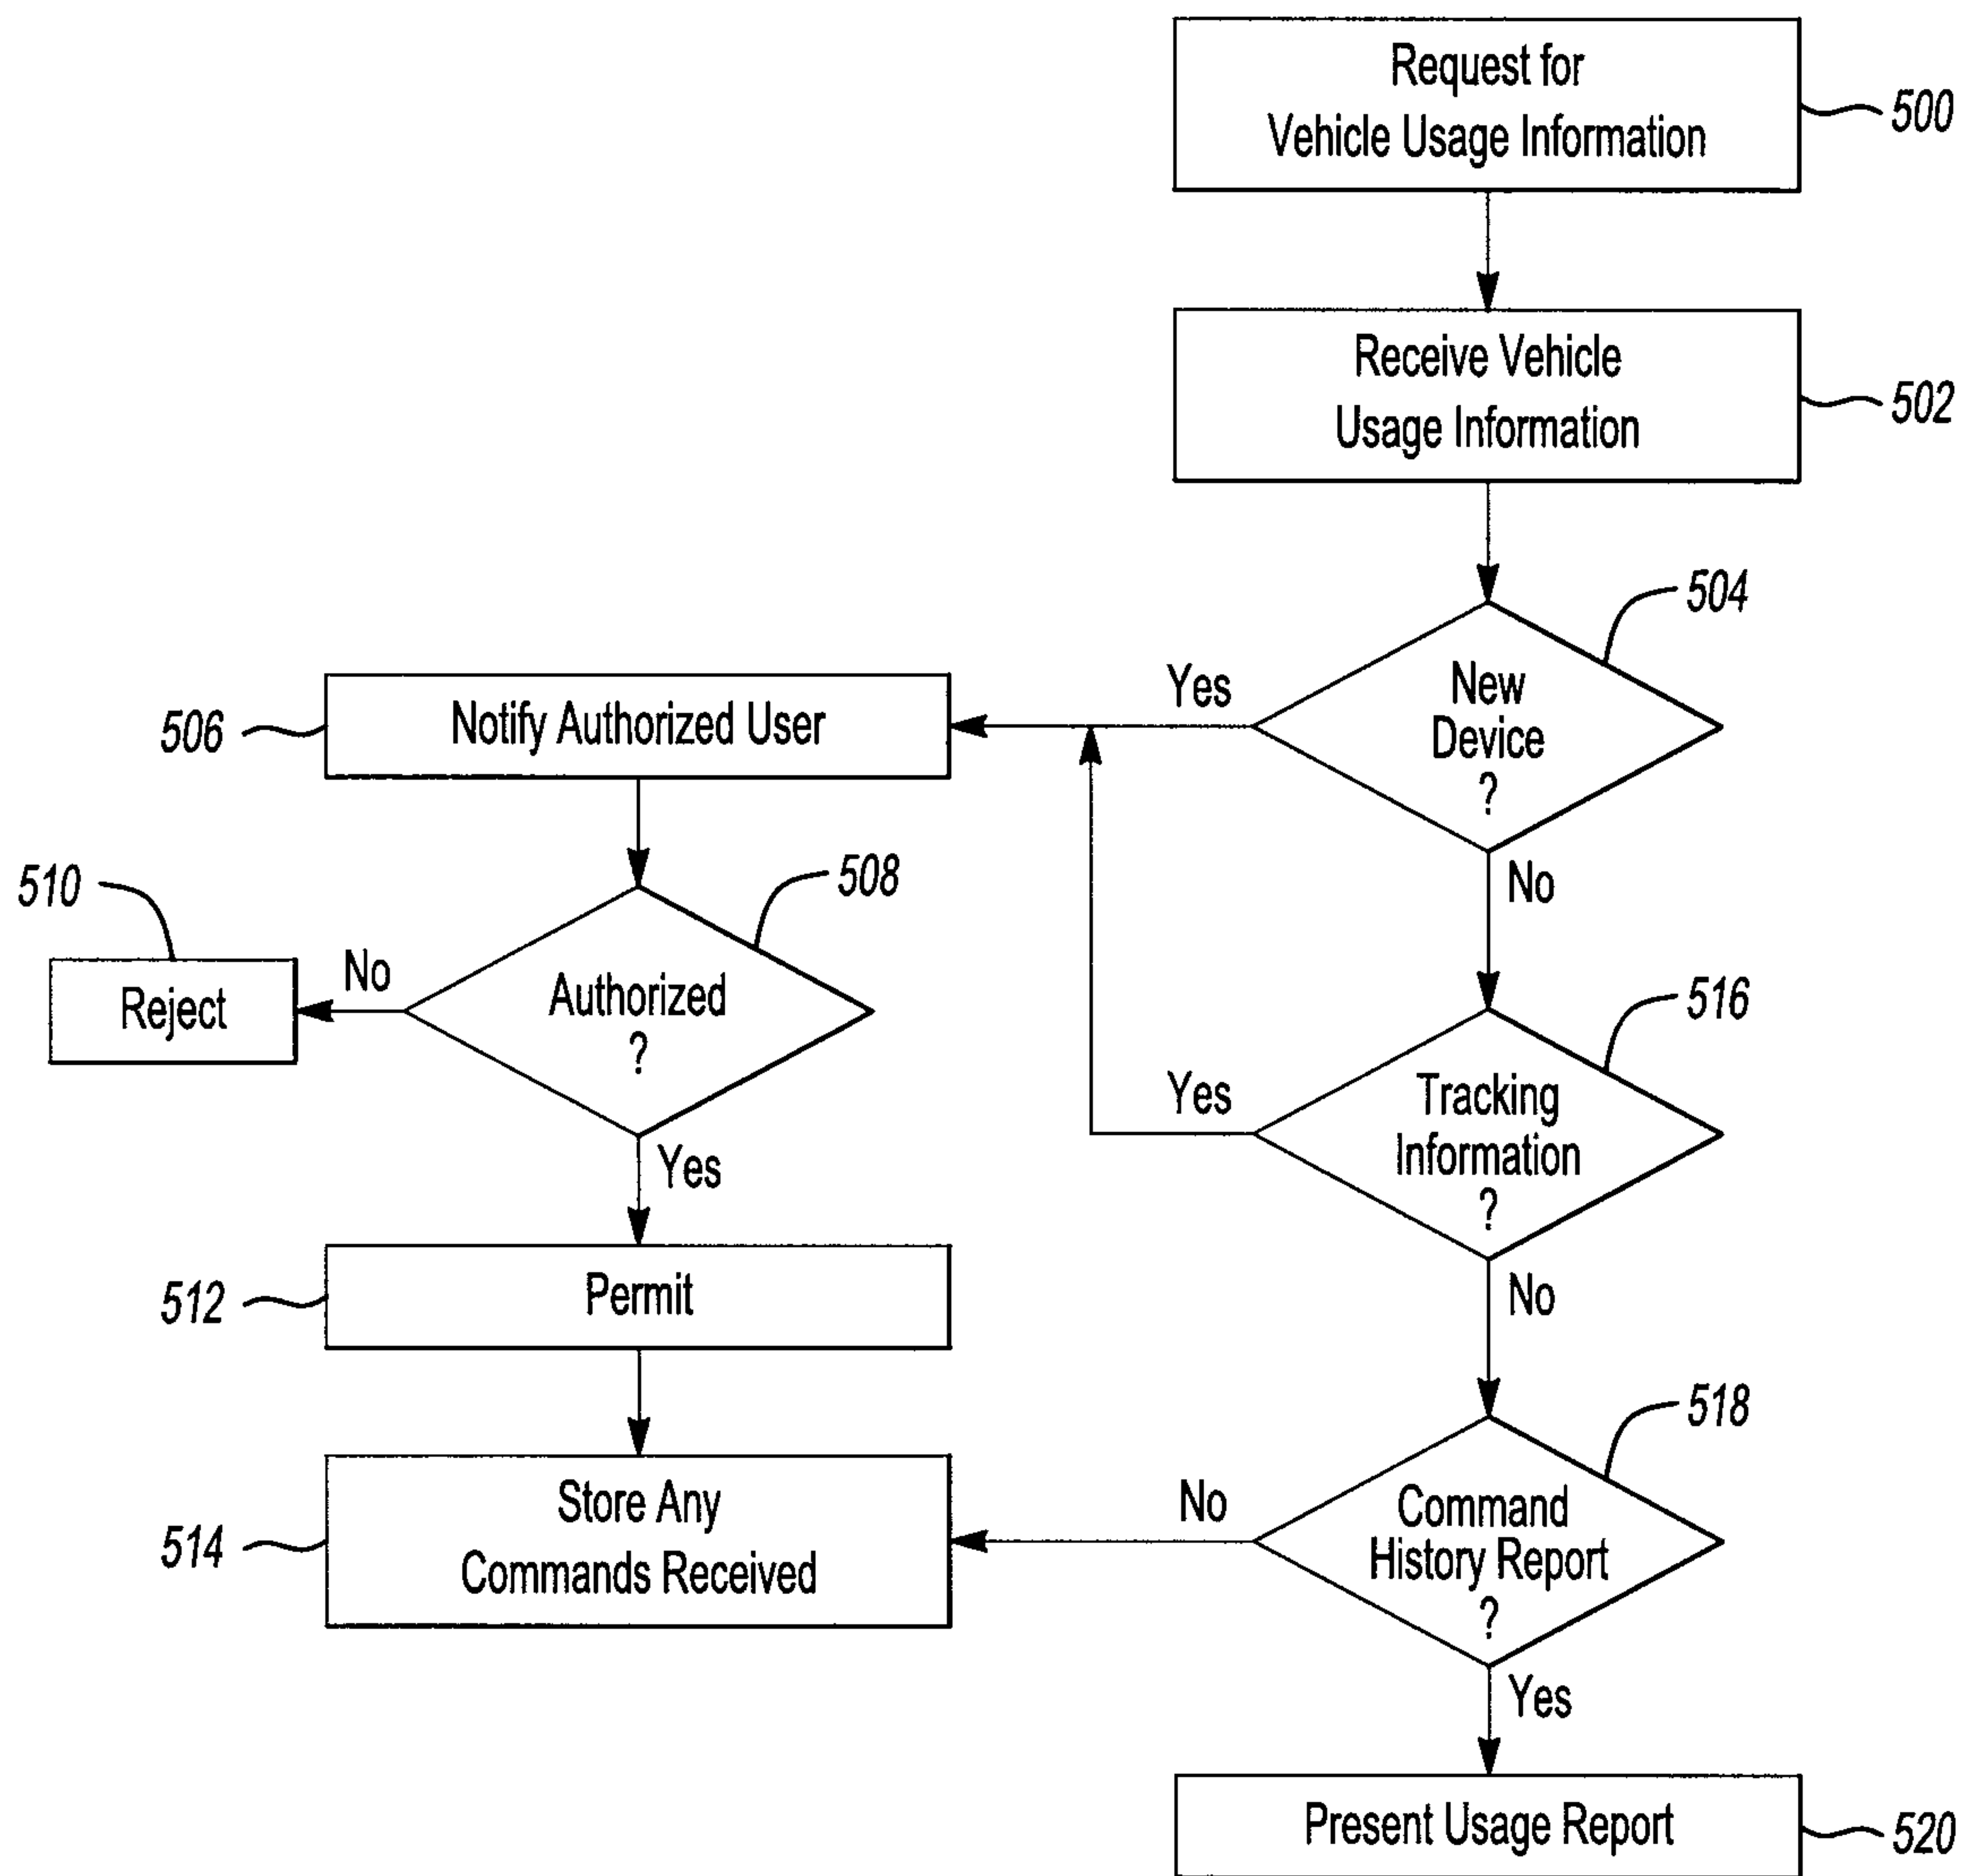 Request for
Vehicle Usage Information
500
Receive Vehicle
Usage Information
502
504
New
Device
?
Yes
No
506
Notify Authorized User
508
Authorized
?
No
510
Reject
Yes
512
Permit
514
Store Any
Commands Received
516
Tracking
Information
?
Yes
No
518
Command
History Report
?
No
Yes
Present Usage Report
520